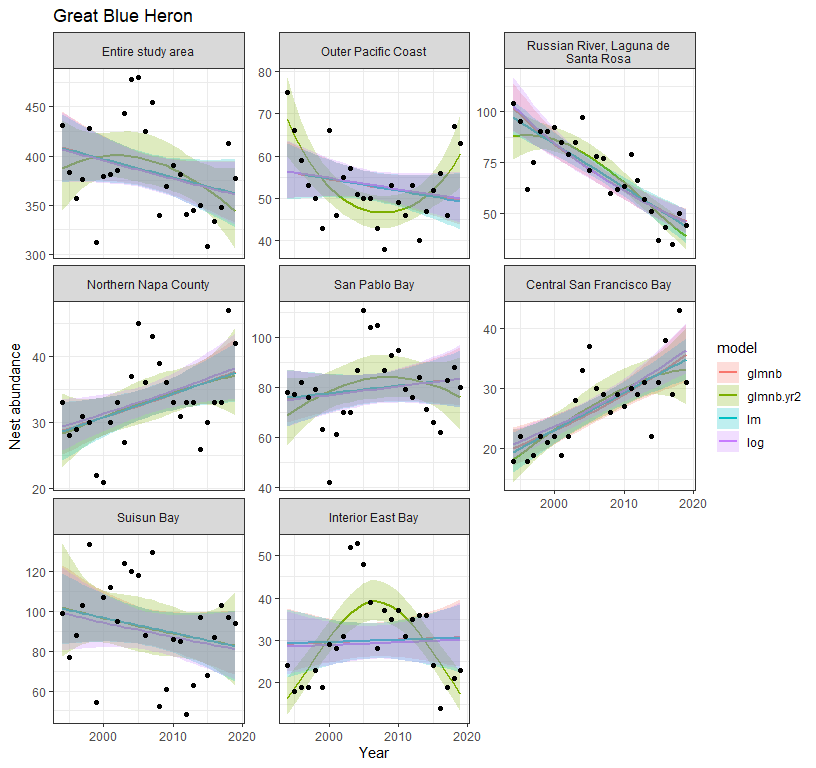 Great Blue Heron
Entire study area
Outer Pacific Coast
Russian River, Laguna de
Santa Rosa
450
400
350
300
80
70
60
50
40
100
75
50
Northern Napa County
San Pablo Bay
Central San Francisco Bay
40
30
20
100
80
60
40
40
30
20
2000
2010
2020
Suisun Bay
Interior East Bay
120
100
80
60
50
40
30
20
2000
2010
2020
2000
2010
2020
Year
Nest abundance
model
glmnb
glmnb.yr2
lm
log